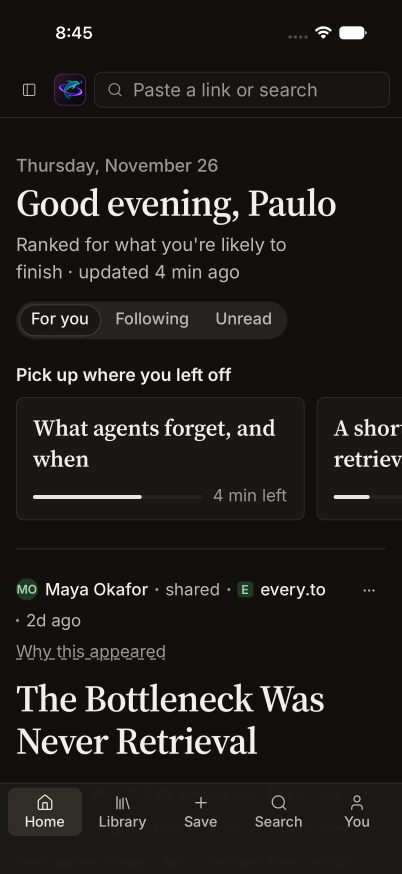 8:45
Paste a link or search
Thursday, November 26
Good evening, Paulo
Ranked for what you're likely to
finish · updated 4 min ago
For you
Following
Unread
Pick up where you left off
What agents forget, and
when
4 min left
A shor
retriev
MO Maya Okafor · shared · E every.to
· 2d ago
Why this appeared
The Bottleneck Was
Never Retrieval
Home
Library
Save
Search
You